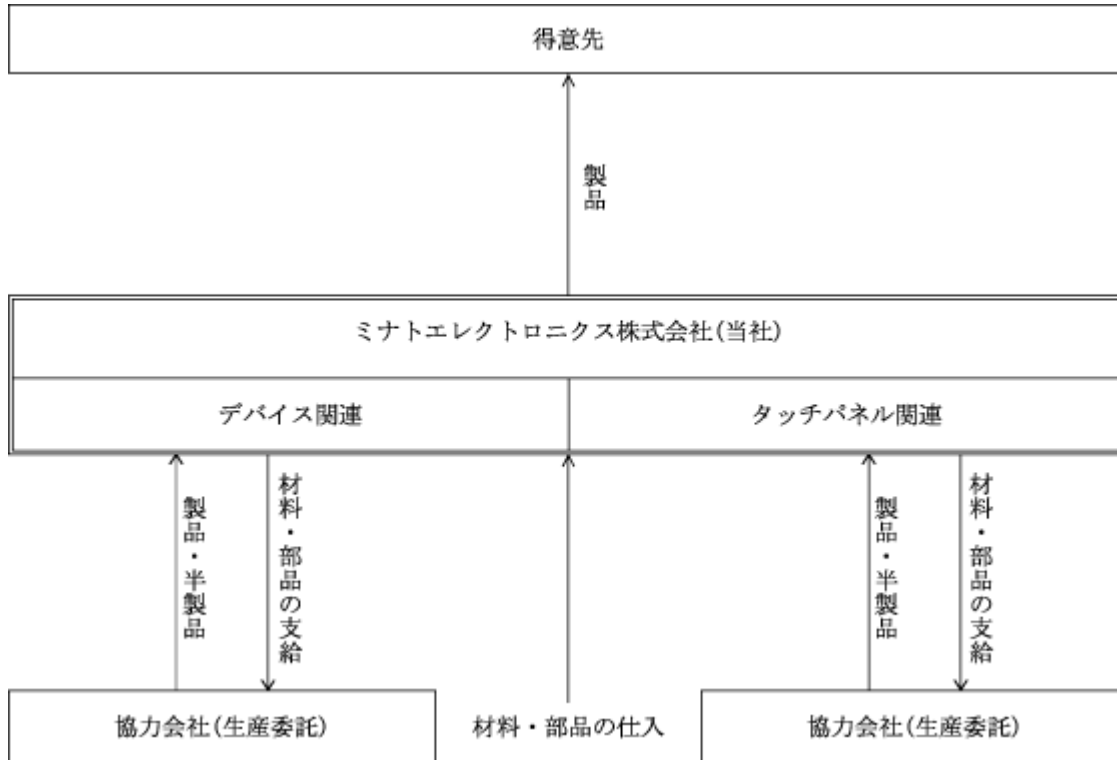 得意先
製品
ミナトエレクトロニクス株式会社(当社)
デバイス関連
タッチパネル関連
製品・半製品
材料・部品の支給
製品・半製品
材料・部品の支給
協力会社(生産委託)
材料・部品の仕入
協力会社(生産委託)